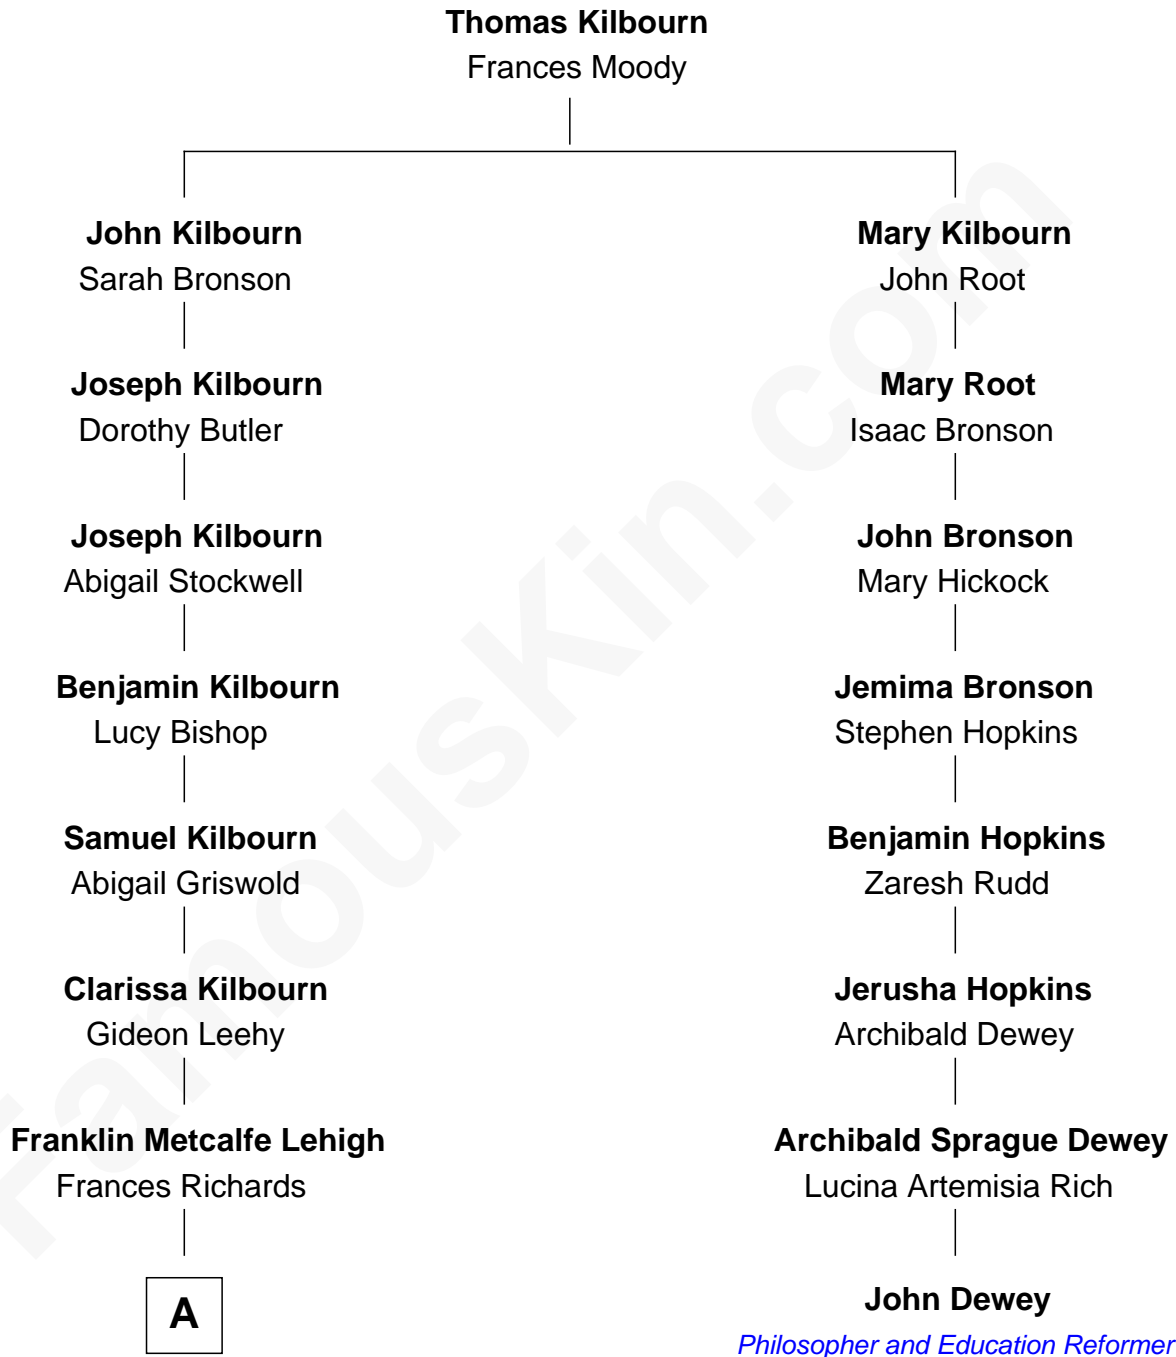 Thomas Kilbourn
Frances Moody
John Kilbourn
Sarah Bronson
Mary Kilbourn
John Root
Joseph Kilbourn
Dorothy Butler
Mary Root
Isaac Bronson
Joseph Kilbourn
Abigail Stockwell
John Bronson
Mary Hickock
Benjamin Kilbourn
Lucy Bishop
Jemima Bronson
Stephen Hopkins
Samuel Kilbourn
Abigail Griswold
Benjamin Hopkins
Zaresh Rudd
Clarissa Kilbourn
Gideon Leehy
Jerusha Hopkins
Archibald Dewey
Franklin Metcalfe Lehigh
Frances Richards
Archibald Sprague Dewey
Lucina Artemisia Rich
A
John Dewey
Philosopher and Education Reformer
FamousKin.com